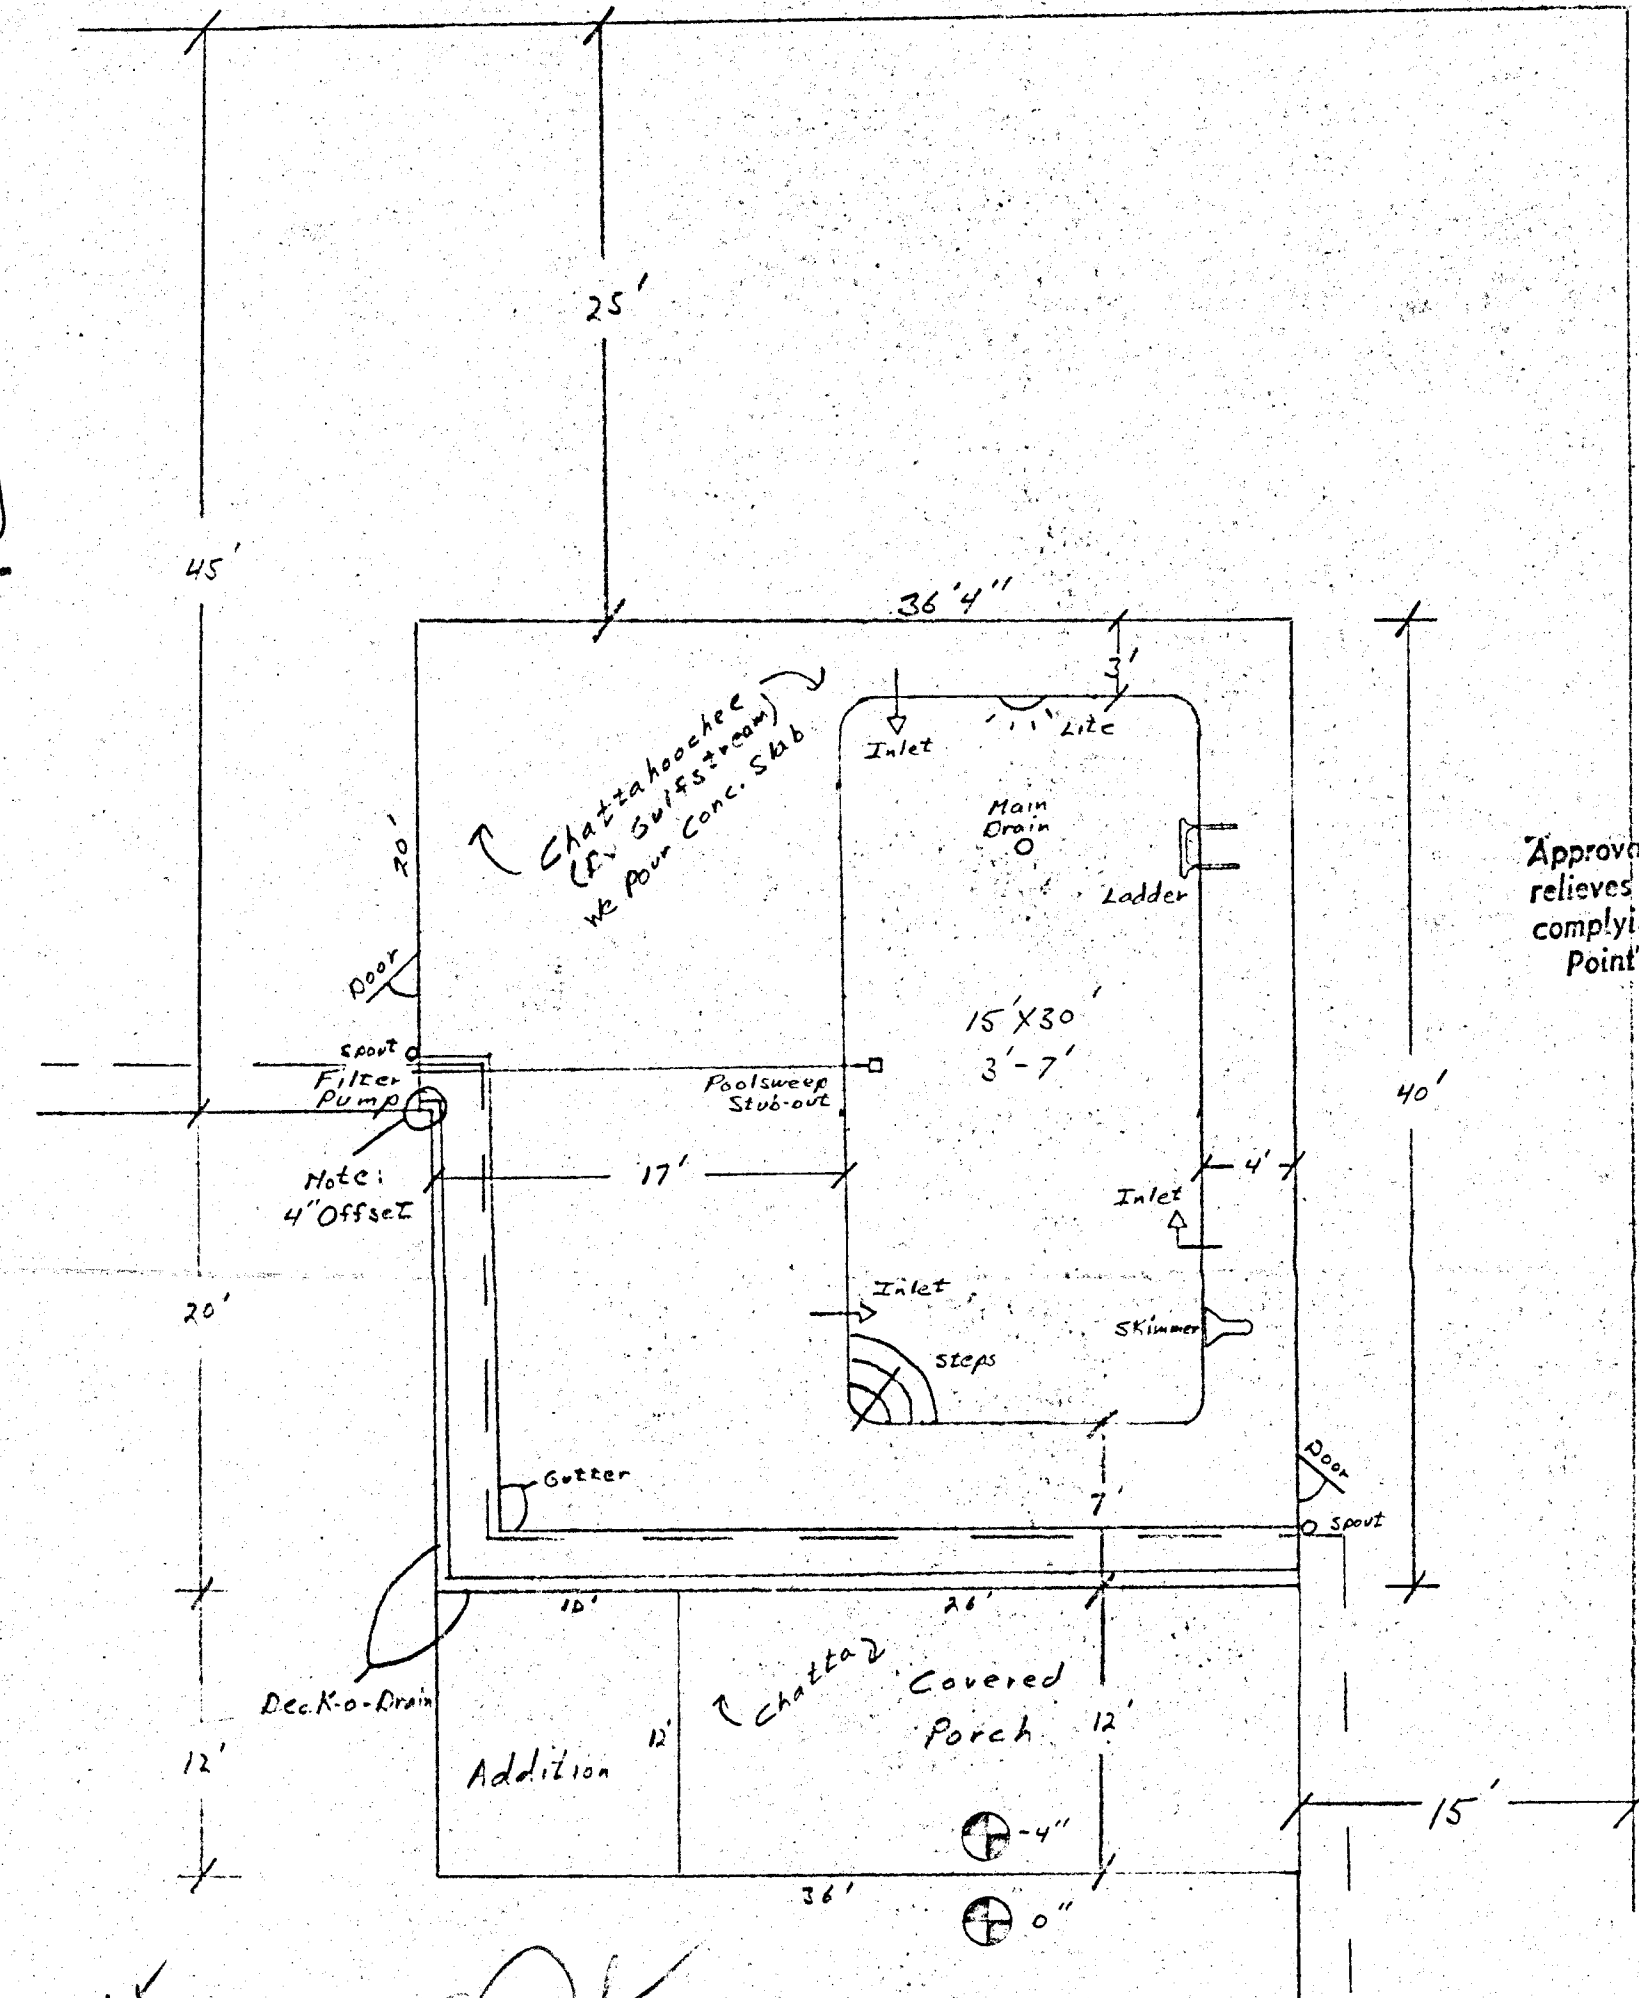 25'
45'
36'4"
3'
Chattahoochee
(By Gulfstream)
We Pour Conc. Slab
Inlet
Lite
Main
Drain
20'
Ladder
"Approva
relieves
complyi
Point'
Door
15'X30'
3'-7'
Spout
Filter
Pump
Poolsweep
Stub-out
40'
Note:
4"Offset
17'
4'
Inlet
20'
Inlet
Skimmer
Steps
Gutter
Door
7'
Spout
10'
26'
Chatta
Covered
Porch
Deck-o-Drain
12'
12'
12'
Addition
15'
-4"
36'
0"